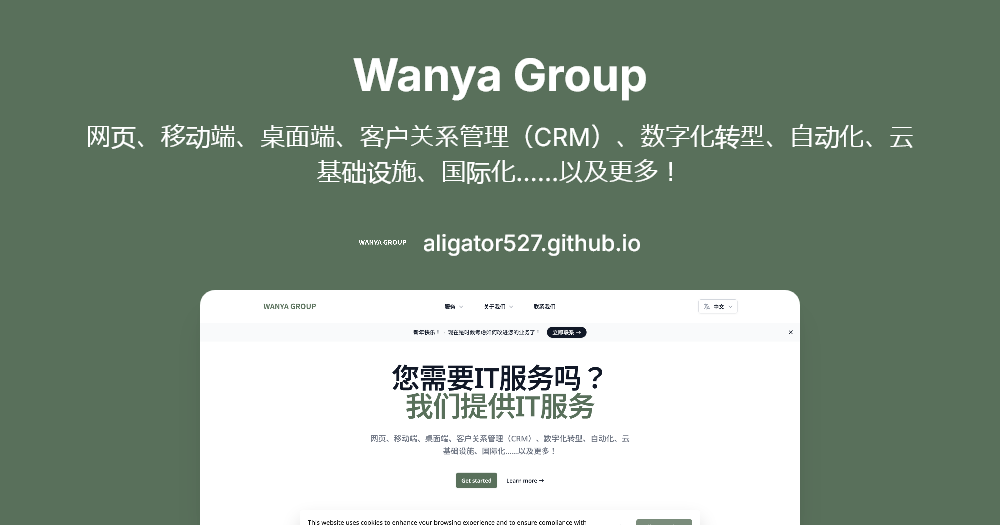 Wanya Group
网页、移动端、桌面端、客户关系管理（CRM）、数字化转型、自动化、云
基础设施、国际化……以及更多！
WANYA GROUP
aligator527.github.io
WANYA GROUP
服务
关于我们
联系我们
中文
新年快乐！
立即联系 →
您需要IT服务吗？
我们提供IT服务
网页、移动端、桌面端、客户关系管理（CRM）、数字化转型、自动化、云
基础设施、国际化……以及更多！
Get started
Learn more →
This website uses cookies to enhance your browsing experience and to ensure compliance with